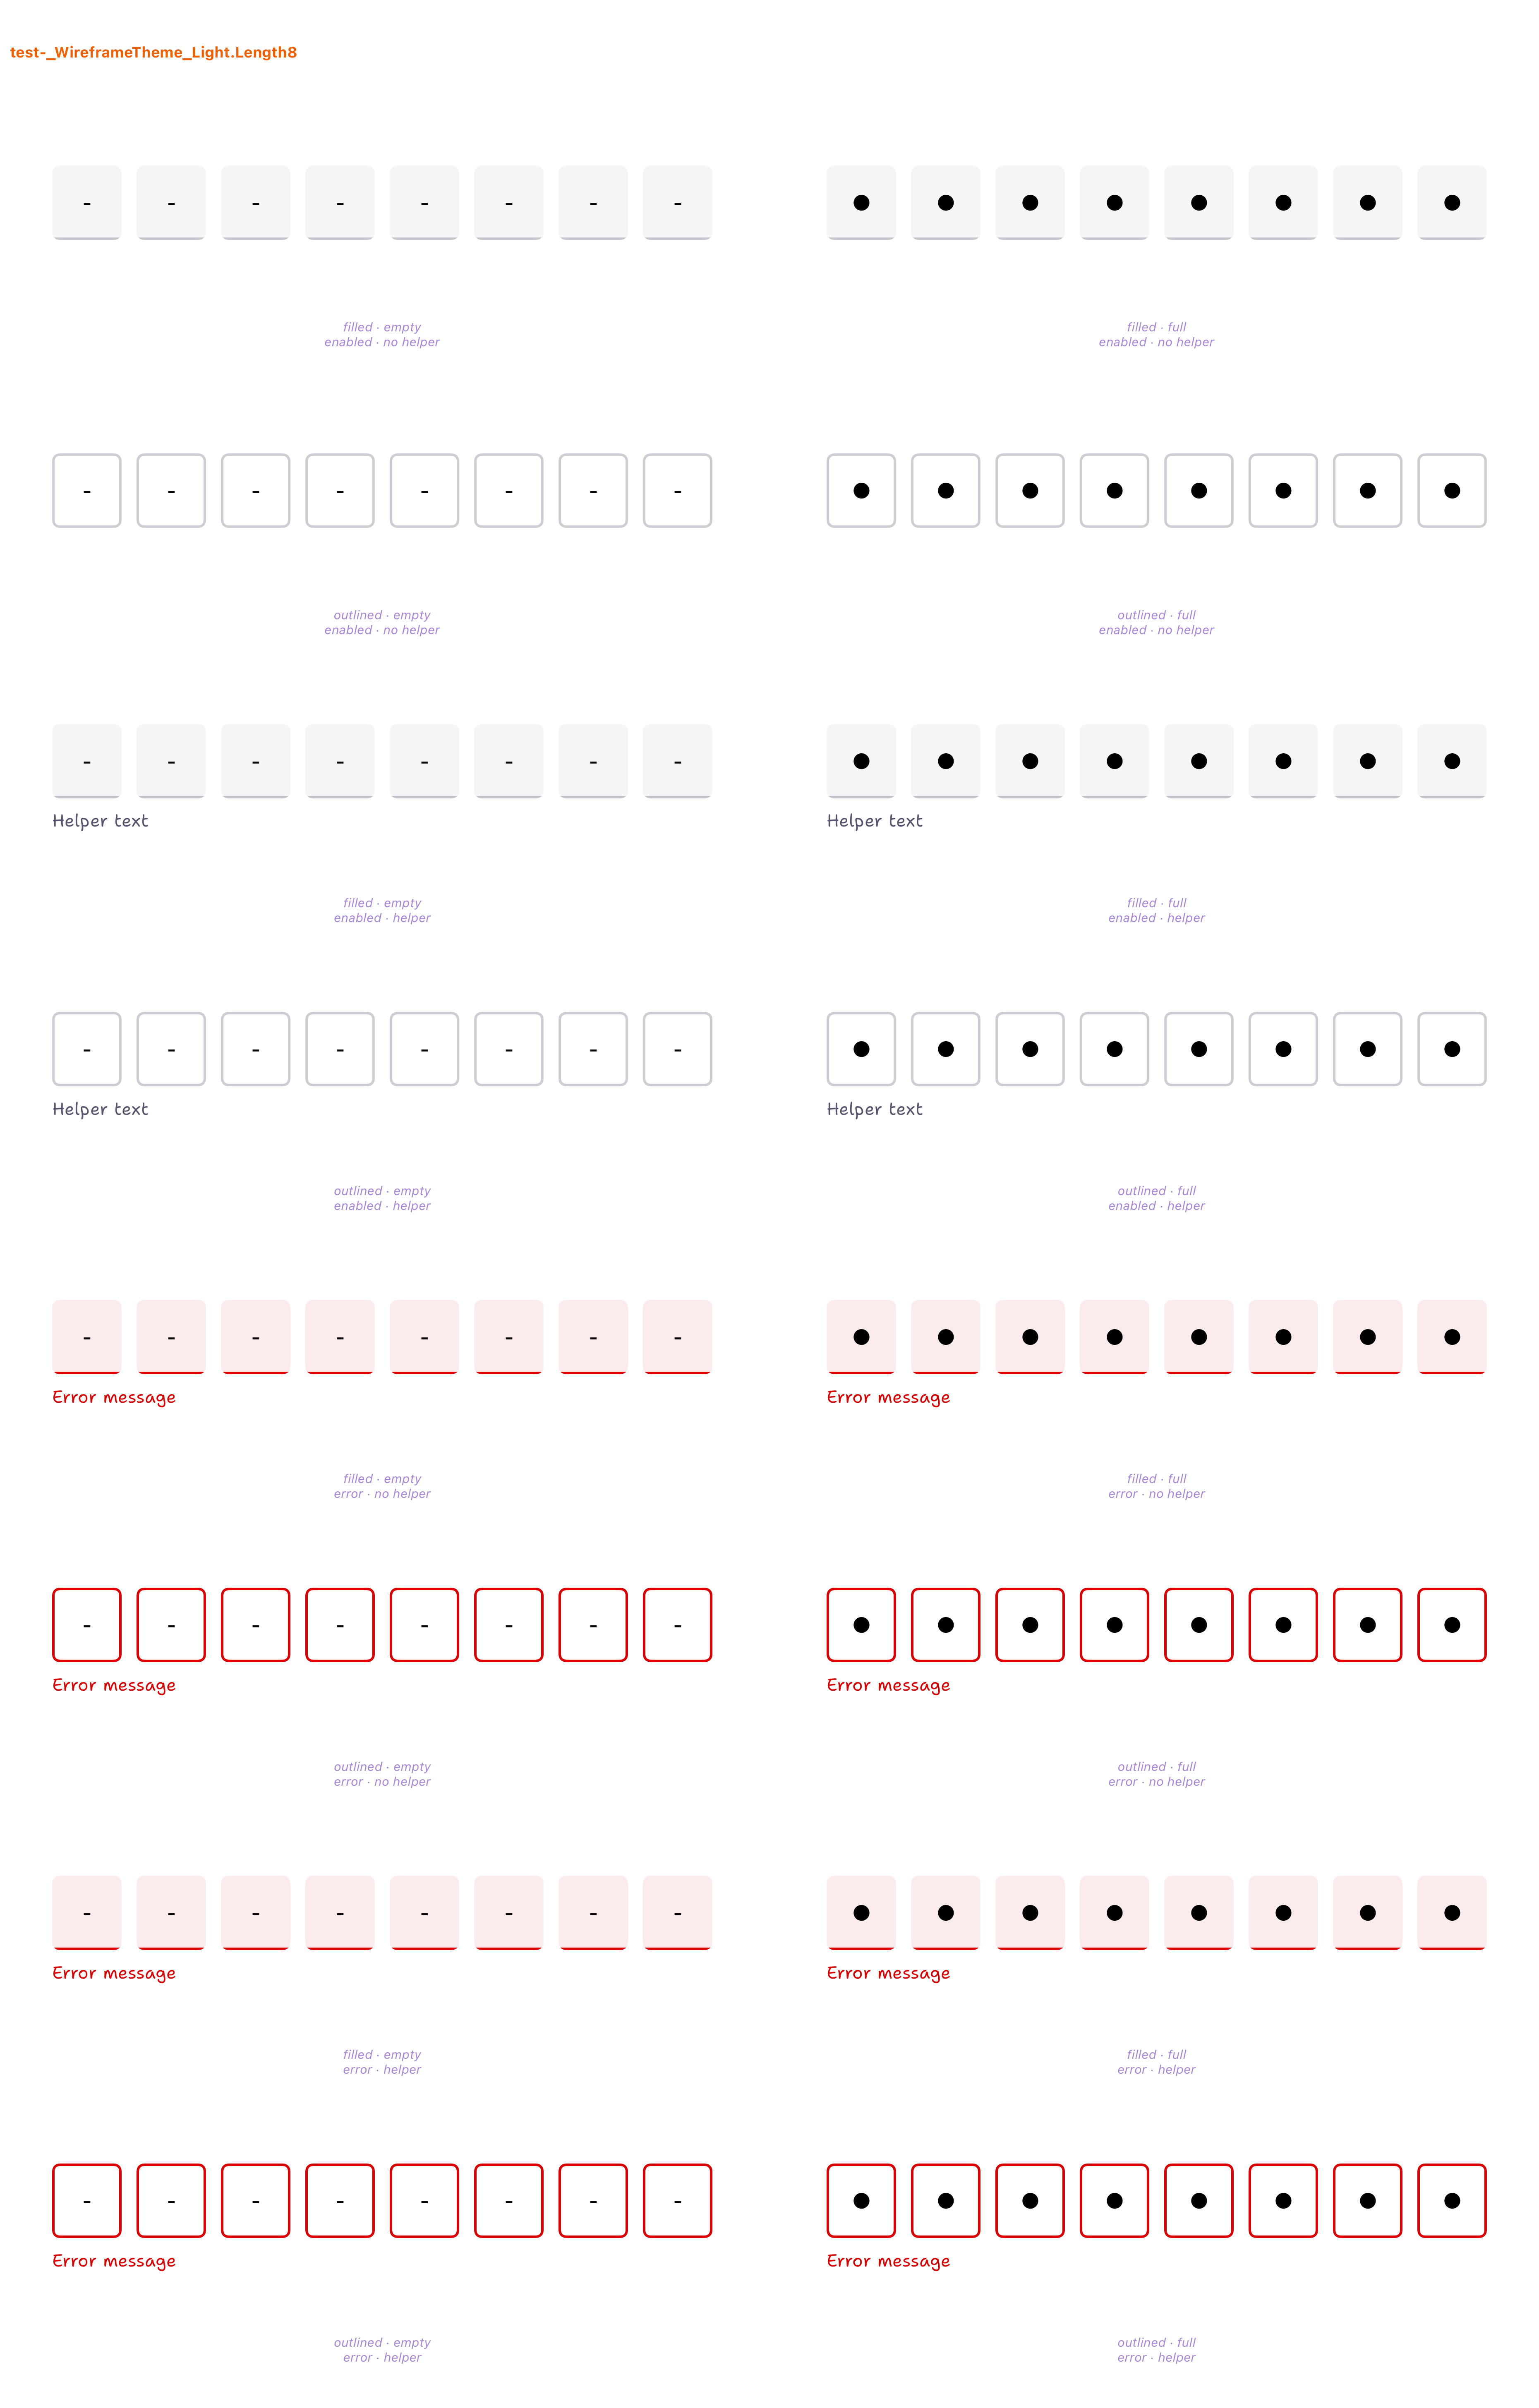 test-_WireframeTheme_Light.Length8
- - - - - - - -
● ● ● ● ● ● ● ●
filled · empty
enabled · no helper
filled · full
enabled · no helper
- - - - - - - -
● ● ● ● ● ● ● ●
outlined · empty
enabled · no helper
outlined · full
enabled · no helper
- - - - - - - -
Helper text
● ● ● ● ● ● ● ●
Helper text
filled · empty
enabled · helper
filled · full
enabled · helper
- - - - - - - -
Helper text
● ● ● ● ● ● ● ●
Helper text
outlined · empty
enabled · helper
outlined · full
enabled · helper
- - - - - - - -
Error message
● ● ● ● ● ● ● ●
Error message
filled · empty
error · no helper
filled · full
error · no helper
- - - - - - - -
Error message
● ● ● ● ● ● ● ●
Error message
outlined · empty
error · no helper
outlined · full
error · no helper
- - - - - - - -
Error message
● ● ● ● ● ● ● ●
Error message
filled · empty
error · helper
filled · full
error · helper
- - - - - - - -
Error message
● ● ● ● ● ● ● ●
Error message
outlined · empty
error · helper
outlined · full
error · helper